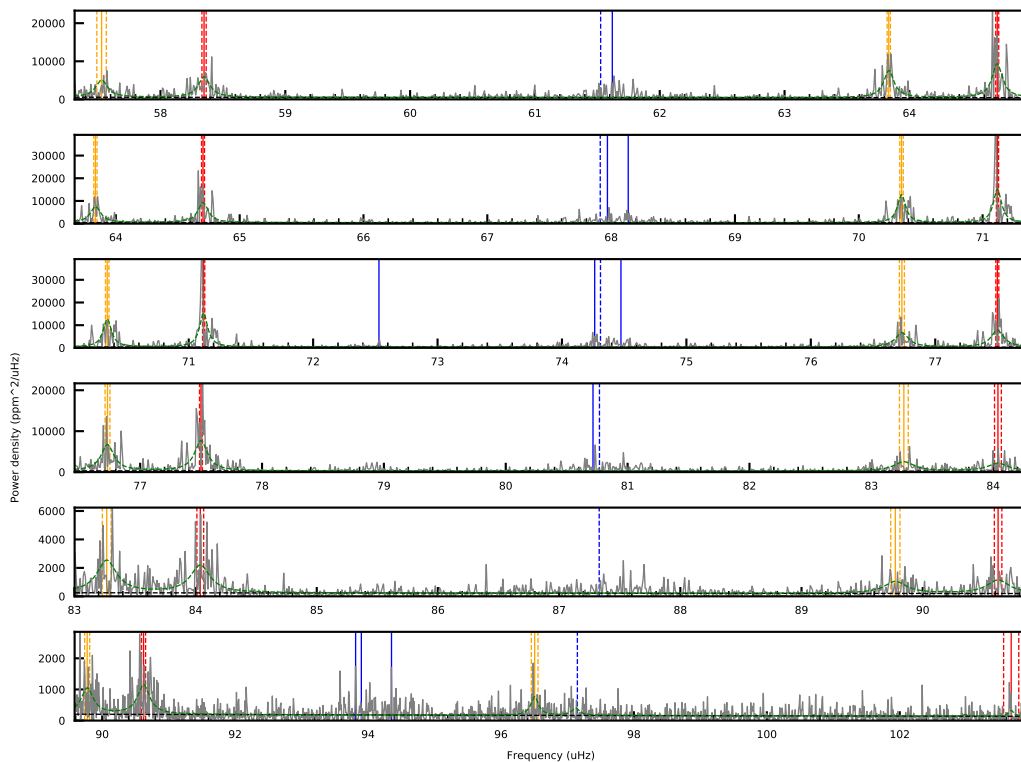 20000
10000
0
58 59 60 61 62 63 64
30000
20000
10000
0
64 65 66 67 68 69 70 71
30000
20000
10000
0
71 72 73 74 75 76 77
Power density (ppm^2/uHz)
20000
10000
0
77 78 79 80 81 82 83 84
6000
4000
2000
0
83 84 85 86 87 88 89 90
2000
1000
0
90 92 94 96 98 100 102
Frequency (uHz)